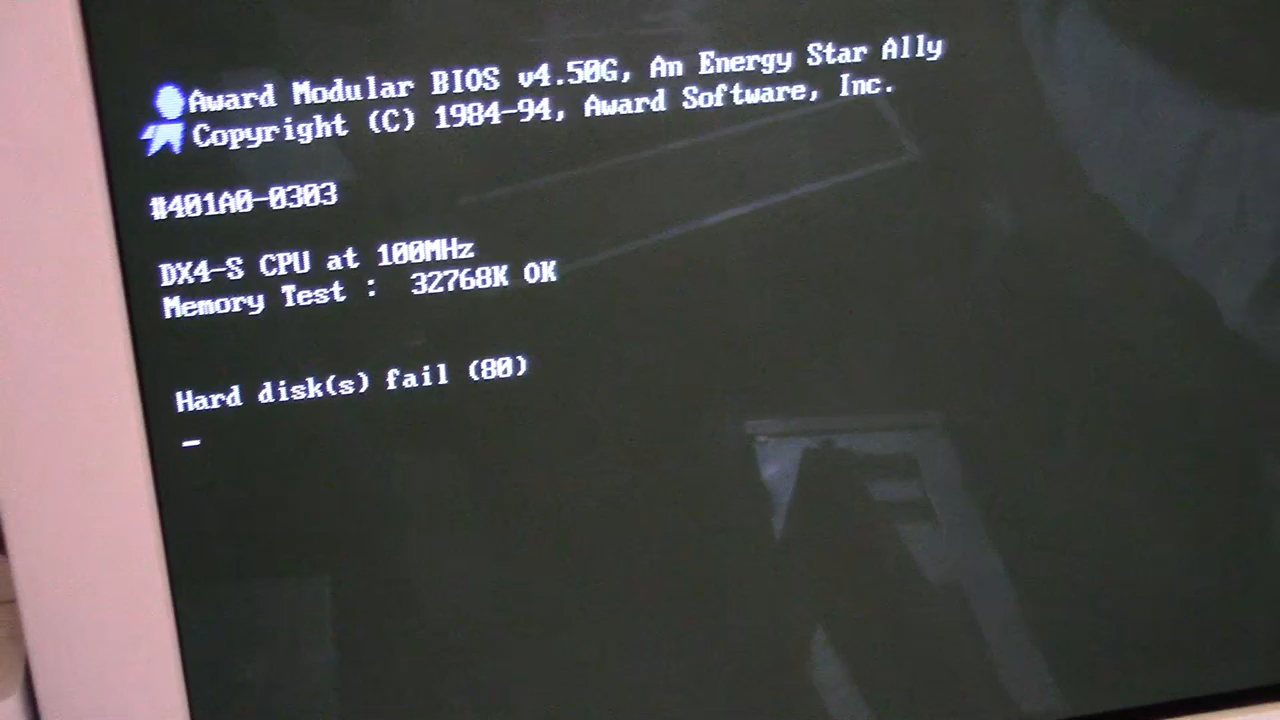 Award Modular BIOS v4.50G, An Energy Star Ally
Copyright (C) 1984-94, Award Software, Inc.
#401A0-0303
DX4-S CPU at 100MHz
Memory Test :  32768K OK
Hard disk(s) fail (80)